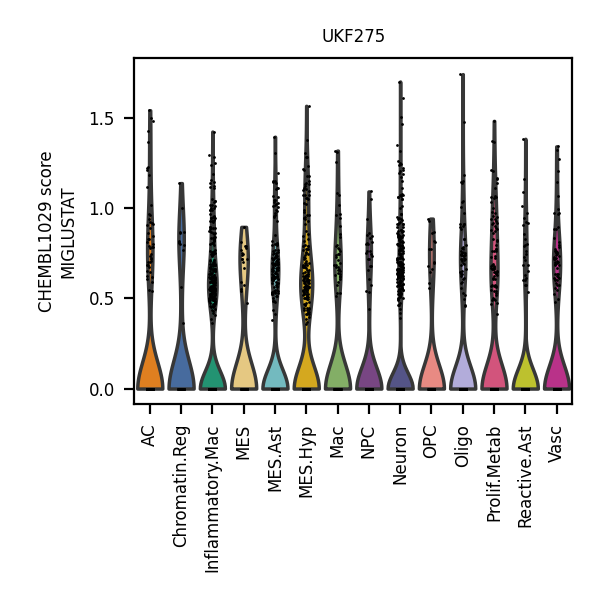 UKF275
CHEMBL1029 score
MIGLUSTAT
1.5
1.0
0.5
0.0
AC
Chromatin.Reg
Inflammatory.Mac
MES
MES.Ast
MES.Hyp
Mac
NPC
Neuron
OPC
Oligo
Prolif.Metab
Reactive.Ast
Vasc